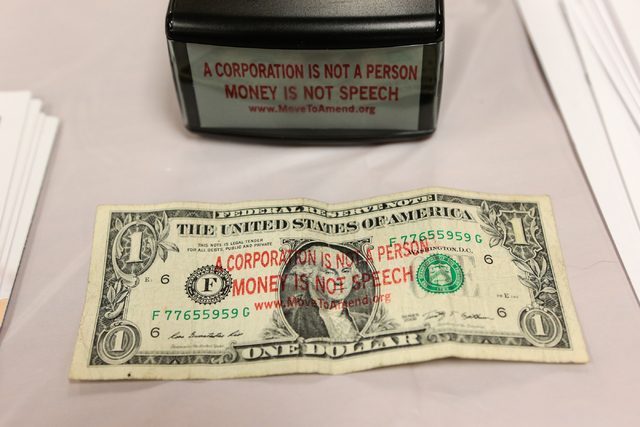 A CORPORATION IS NOT A PERSON
MONEY IS NOT SPEECH
www.MoveToAmend.org
FEDERAL RESERVE NOTE
THE UNITED STATES OF AMERICA
THIS NOTE IS LEGAL TENDER
FOR ALL DEBTS, PUBLIC AND PRIVATE
F 77655959 G
WASHINGTON, D.C.
1
1
A CORPORATION IS NOT A PERSON
6
6
F
MONEY IS NOT SPEECH
www.MoveToAmend.org
F 77655959 G
6
6
1
ONE DOLLAR
1